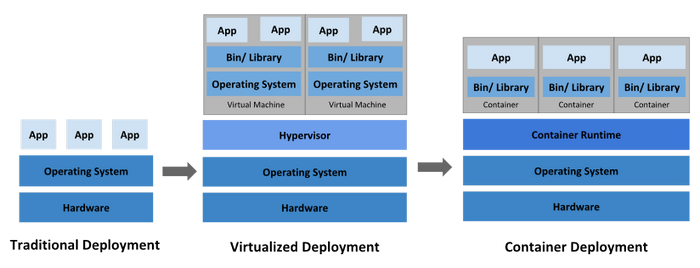 App App App
Operating System
Hardware
Traditional Deployment
App App App App
Bin/ Library Bin/ Library
Operating System Operating System
Virtual Machine Virtual Machine
Hypervisor
Operating System
Hardware
Virtualized Deployment
App App App
Bin/ Library Bin/ Library Bin/ Library
Container Container Container
Container Runtime
Operating System
Hardware
Container Deployment